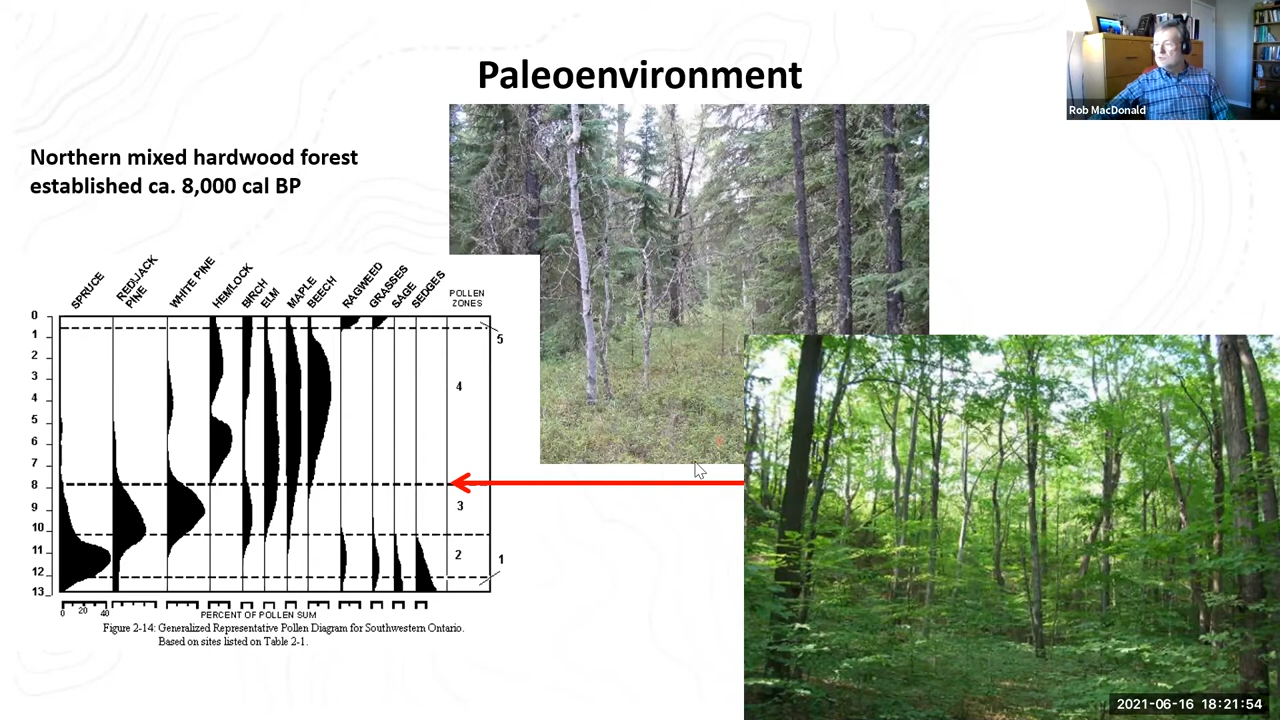 Paleoenvironment
Rob MacDonald
Northern mixed hardwood forest
established ca. 8,000 cal BP
SPRUCE
RED/JACK
PINE
WHITE PINE
HEMLOCK
BIRCH
ELM
MAPLE
BEECH
RAGWEED
GRASSES
SAGE
SEDGES
POLLEN
ZONES
0
1
2
3
4
5
6
7
8
9
10
11
12
13
5
4
3
2
1
0 20 40
PERCENT OF POLLEN SUM
Figure 2-14: Generalized Representative Pollen Diagram for Southwestern Ontario.
Based on sites listed on Table 2-1.
2021-06-16 18:21:54